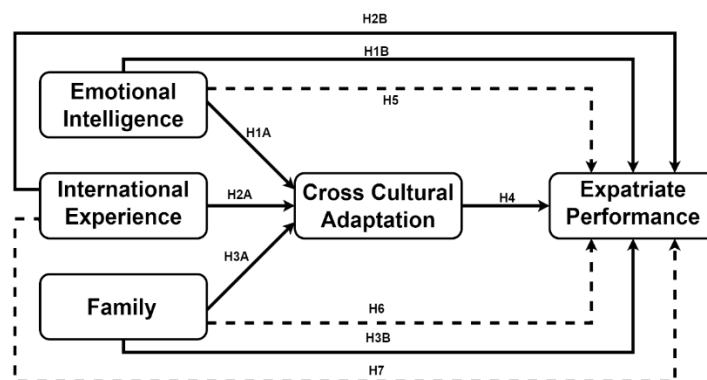 H2B
H1B
Emotional
Intelligence
H5
H1A
International
Experience
H2A
Cross Cultural
Adaptation
H4
Expatriate
Performance
H3A
Family
H6
H3B
H7